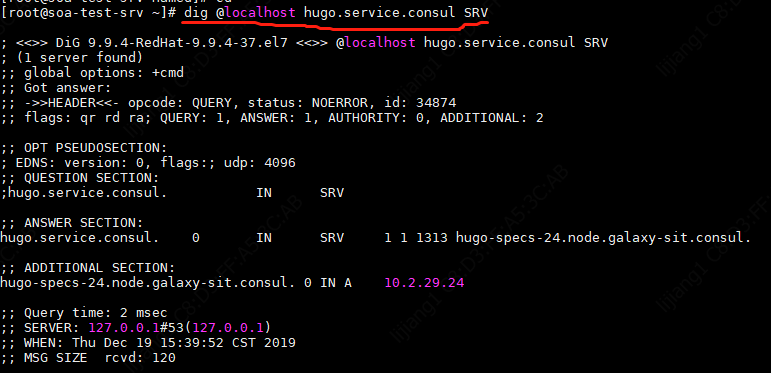 [root@soa-test-srv ~]# dig @localhost hugo.service.consul SRV
; <<>> DiG 9.9.4-RedHat-9.9.4-37.el7 <<>> @localhost hugo.service.consul SRV
; (1 server found)
;; global options: +cmd
;; Got answer:
;; ->>HEADER<<- opcode: QUERY, status: NOERROR, id: 34874
;; flags: qr rd ra; QUERY: 1, ANSWER: 1, AUTHORITY: 0, ADDITIONAL: 2
;; OPT PSEUDOSECTION:
; EDNS: version: 0, flags:; udp: 4096
;; QUESTION SECTION:
;hugo.service.consul. IN SRV
;; ANSWER SECTION:
hugo.service.consul. 0 IN SRV 1 1 1313 hugo-specs-24.node.galaxy-sit.consul.
;; ADDITIONAL SECTION:
hugo-specs-24.node.galaxy-sit.consul. 0 IN A 10.2.29.24
;; Query time: 2 msec
;; SERVER: 127.0.0.1#53(127.0.0.1)
;; WHEN: Thu Dec 19 15:39:52 CST 2019
;; MSG SIZE rcvd: 120